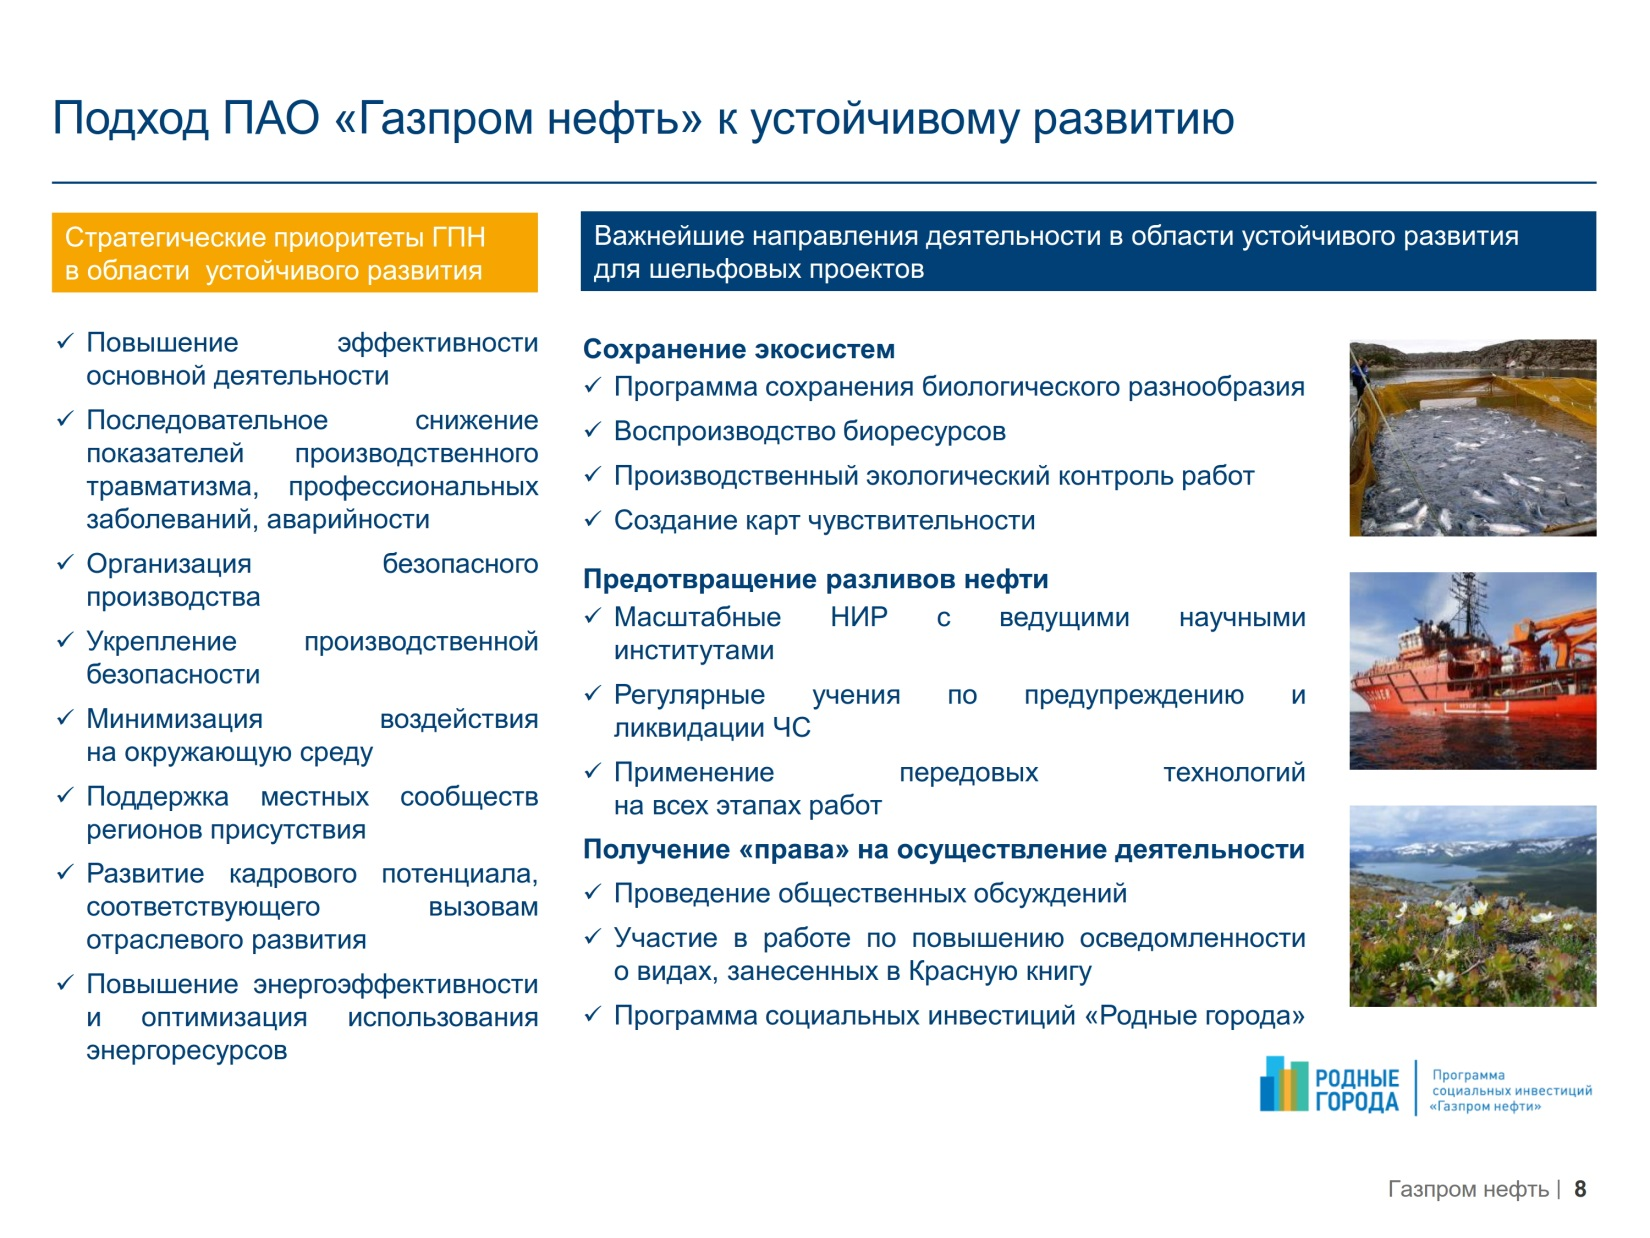 Подход ПАО «Газпром нефть» к устойчивому развитию
Стратегические приоритеты ГПН
в области устойчивого развития
Повышение эффективности
основной деятельности
Последовательное снижение
показателей производственного
травматизма, профессиональных
заболеваний, аварийности
Организация безопасного
производства
Укрепление производственной
безопасности
Минимизация воздействия
на окружающую среду
Поддержка местных сообществ
регионов присутствия
Развитие кадрового потенциала,
соответствующего вызовам
отраслевого развития
Повышение энергоэффективности
и оптимизация использования
энергоресурсов
Важнейшие направления деятельности в области устойчивого развития
для шельфовых проектов
Сохранение экосистем
Программа сохранения биологического разнообразия
Воспроизводство биоресурсов
Производственный экологический контроль работ
Создание карт чувствительности
Предотвращение разливов нефти
Масштабные НИР с ведущими научными
институтами
Регулярные учения по предупреждению и
ликвидации ЧС
Применение передовых технологий
на всех этапах работ
Получение «права» на осуществление деятельности
Проведение общественных обсуждений
Участие в работе по повышению осведомленности
о видах, занесенных в Красную книгу
Программа социальных инвестиций «Родные города»
РОДНЫЕ
ГОРОДА
Программа
социальных инвестиций
«Газпром нефти»
Газпром нефть | 8